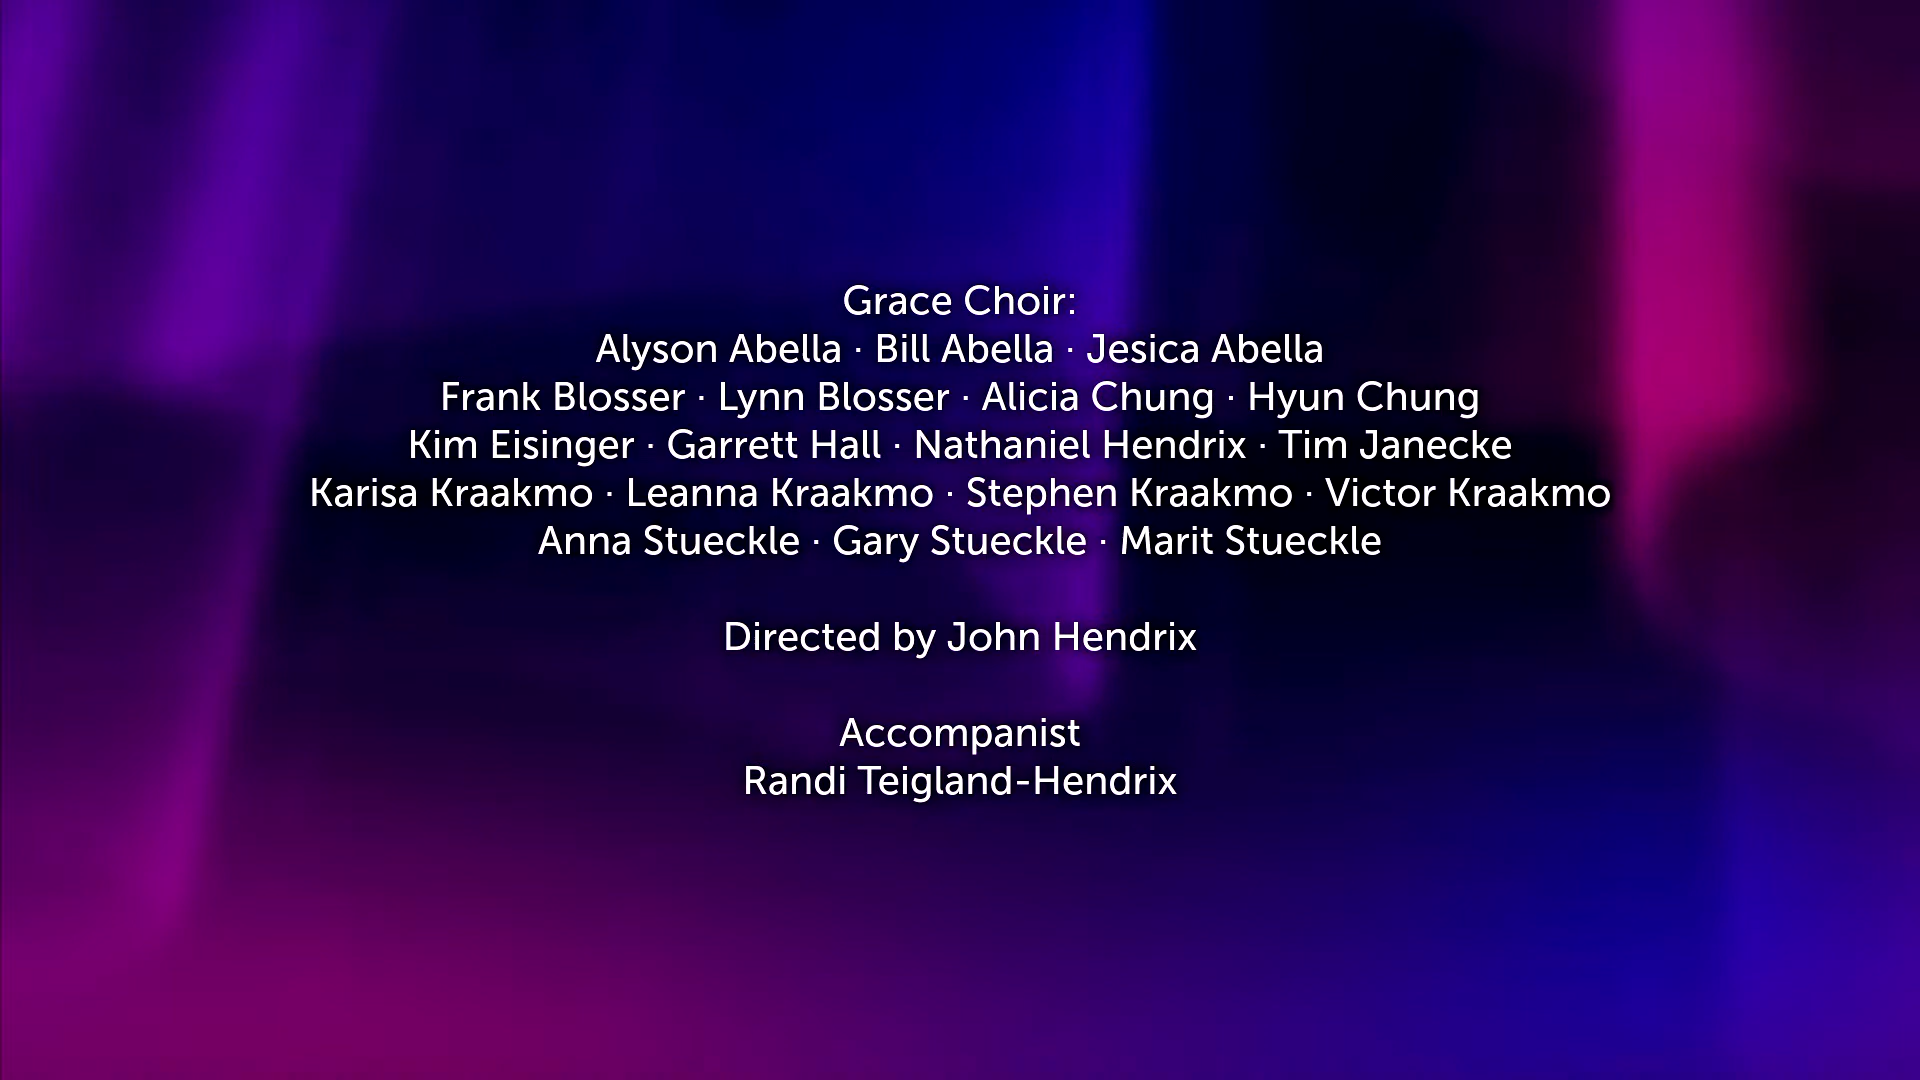 Grace Choir:
Alyson Abella · Bill Abella · Jesica Abella
Frank Blosser · Lynn Blosser · Alicia Chung · Hyun Chung
Kim Eisinger · Garrett Hall · Nathaniel Hendrix · Tim Janecke
Karisa Kraakmo · Leanna Kraakmo · Stephen Kraakmo · Victor Kraakmo
Anna Stueckle · Gary Stueckle · Marit Stueckle
Directed by John Hendrix
Accompanist
Randi Teigland-Hendrix